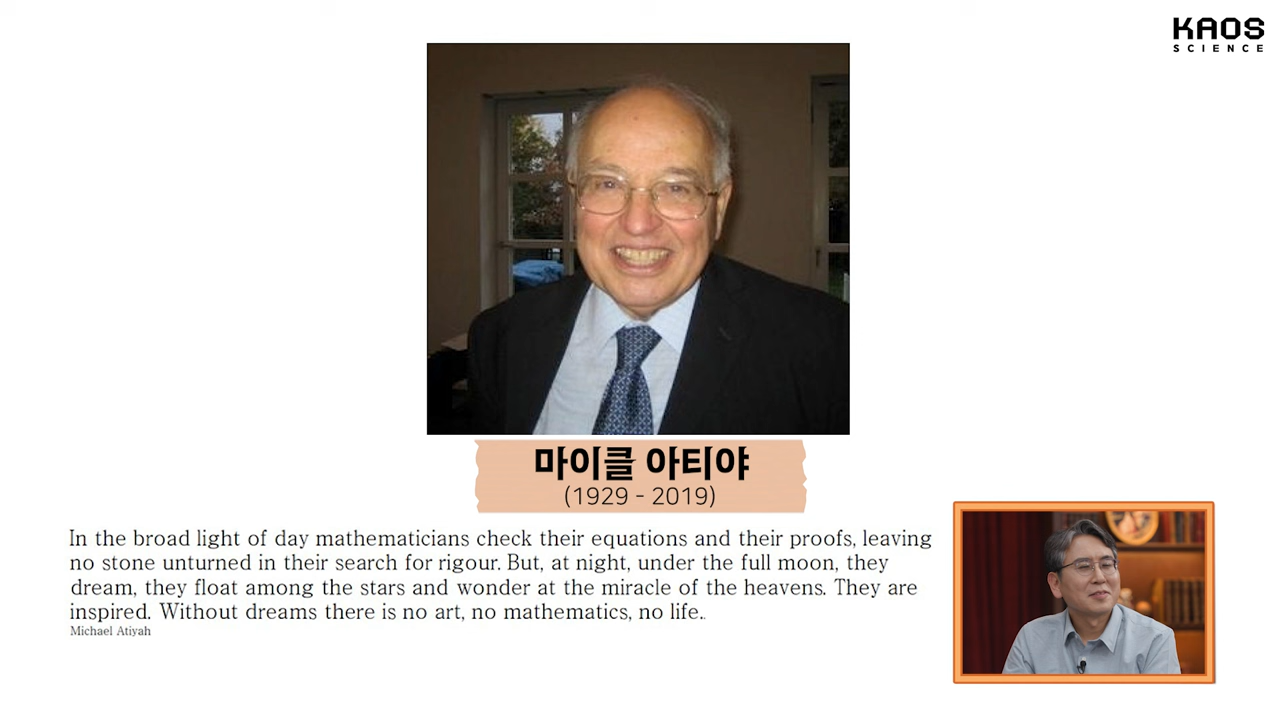 KAOS
SCIENCE
마이클 아티야
(1929 - 2019)
In the broad light of day mathematicians check their equations and their proofs, leaving
no stone unturned in their search for rigour. But, at night, under the full moon, they
dream, they float among the stars and wonder at the miracle of the heavens. They are
inspired. Without dreams there is no art, no mathematics, no life..
Michael Atiyah